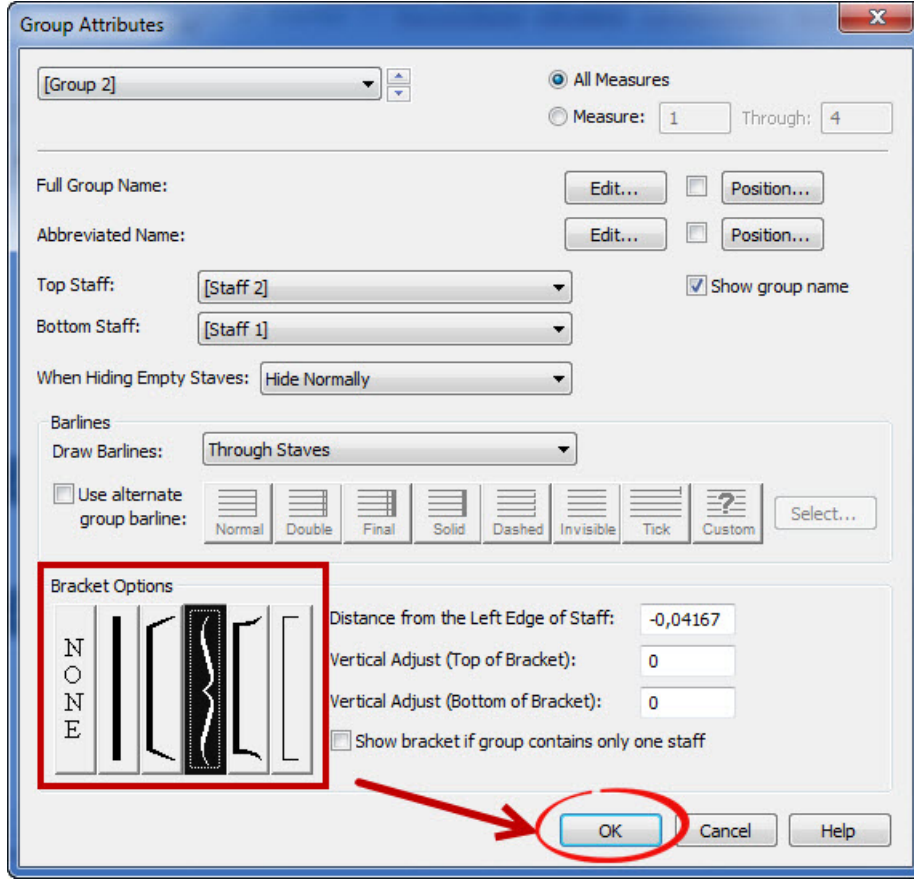 Group Attributes
[Group 2]
All Measures
Measure: 1 Through: 4
Full Group Name: Edit... Position...
Abbreviated Name: Edit... Position...
Top Staff: [Staff 2] Show group name
Bottom Staff: [Staff 1]
When Hiding Empty Staves: Hide Normally
Barlines
Draw Barlines: Through Staves
Use alternate
group barline:
Normal Double Final Solid Dashed Invisible Tick Custom Select...
Bracket Options
NONE
Distance from the Left Edge of Staff: -0,04167
Vertical Adjust (Top of Bracket): 0
Vertical Adjust (Bottom of Bracket): 0
Show bracket if group contains only one staff
OK Cancel Help